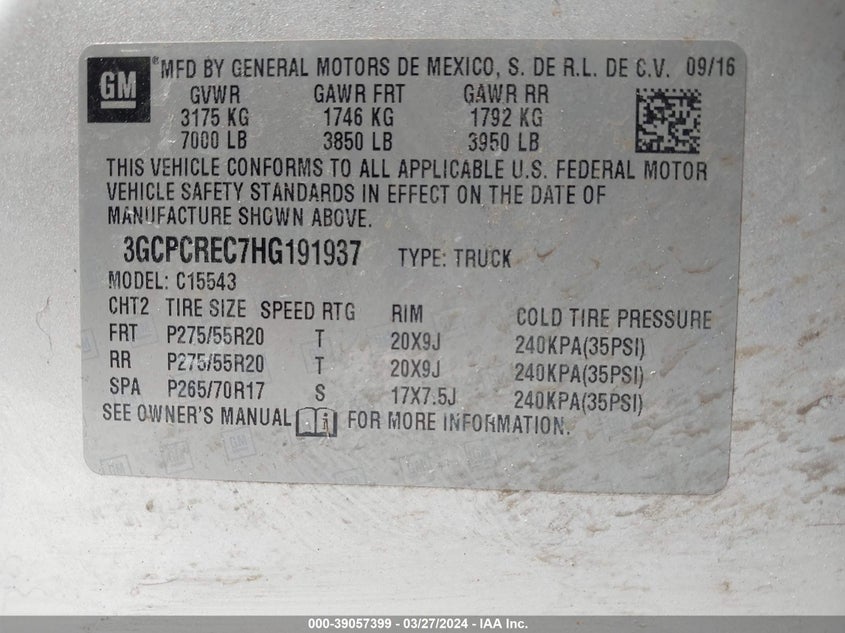 GM ® MFD BY GENERAL MOTORS DE MEXICO, S. DE R.L. DE C.V. 09/16
GVWR GAWR FRT GAWR RR
3175 KG 1746 KG 1792 KG
7000 LB 3850 LB 3950 LB
THIS VEHICLE CONFORMS TO ALL APPLICABLE U.S. FEDERAL MOTOR
VEHICLE SAFETY STANDARDS IN EFFECT ON THE DATE OF
MANUFACTURE SHOWN ABOVE.
3GCPCREC7HG191937 TYPE: TRUCK
MODEL: C15543
CHT2 TIRE SIZE SPEED RTG RIM COLD TIRE PRESSURE
FRT P275/55R20 T 20X9J 240KPA(35PSI)
RR P275/55R20 T 20X9J 240KPA(35PSI)
SPA P265/70R17 S 17X7.5J 240KPA(35PSI)
SEE OWNER'S MANUAL i FOR MORE INFORMATION.
000-39057399 - 03/27/2024 - IAA Inc.